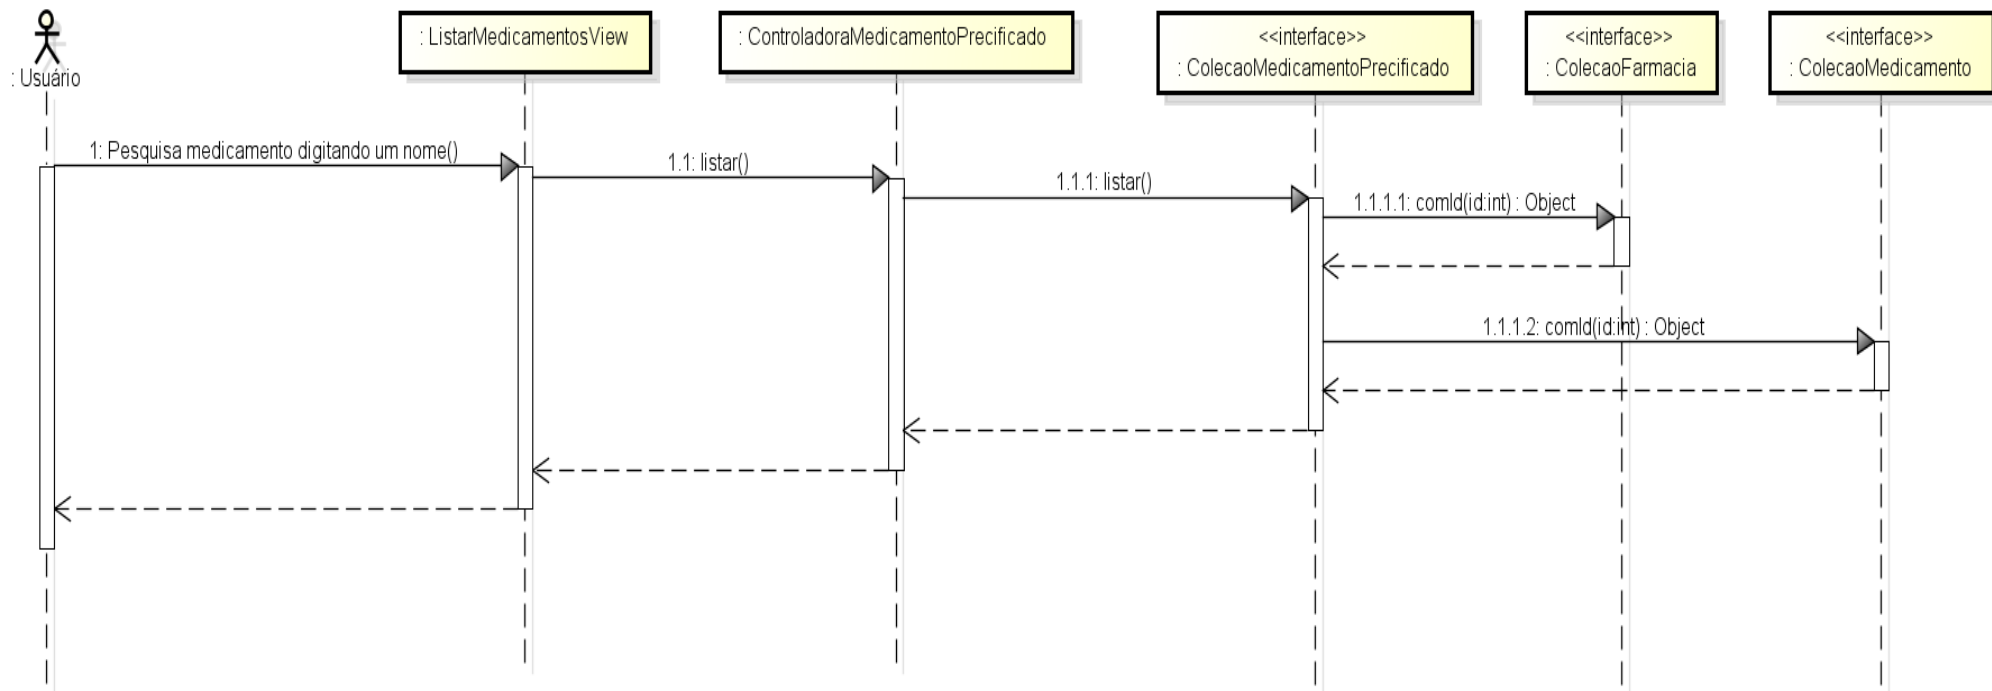 : Usuário
: ListarMedicamentosView
: ControladoraMedicamentoPrecificado
<<interface>>
: ColecaoMedicamentoPrecificado
<<interface>>
: ColecaoFarmacia
<<interface>>
: ColecaoMedicamento
1: Pesquisa medicamento digitando um nome()
1.1: listar()
1.1.1: listar()
1.1.1.1: comId(id:int) : Object
1.1.1.2: comId(id:int) : Object